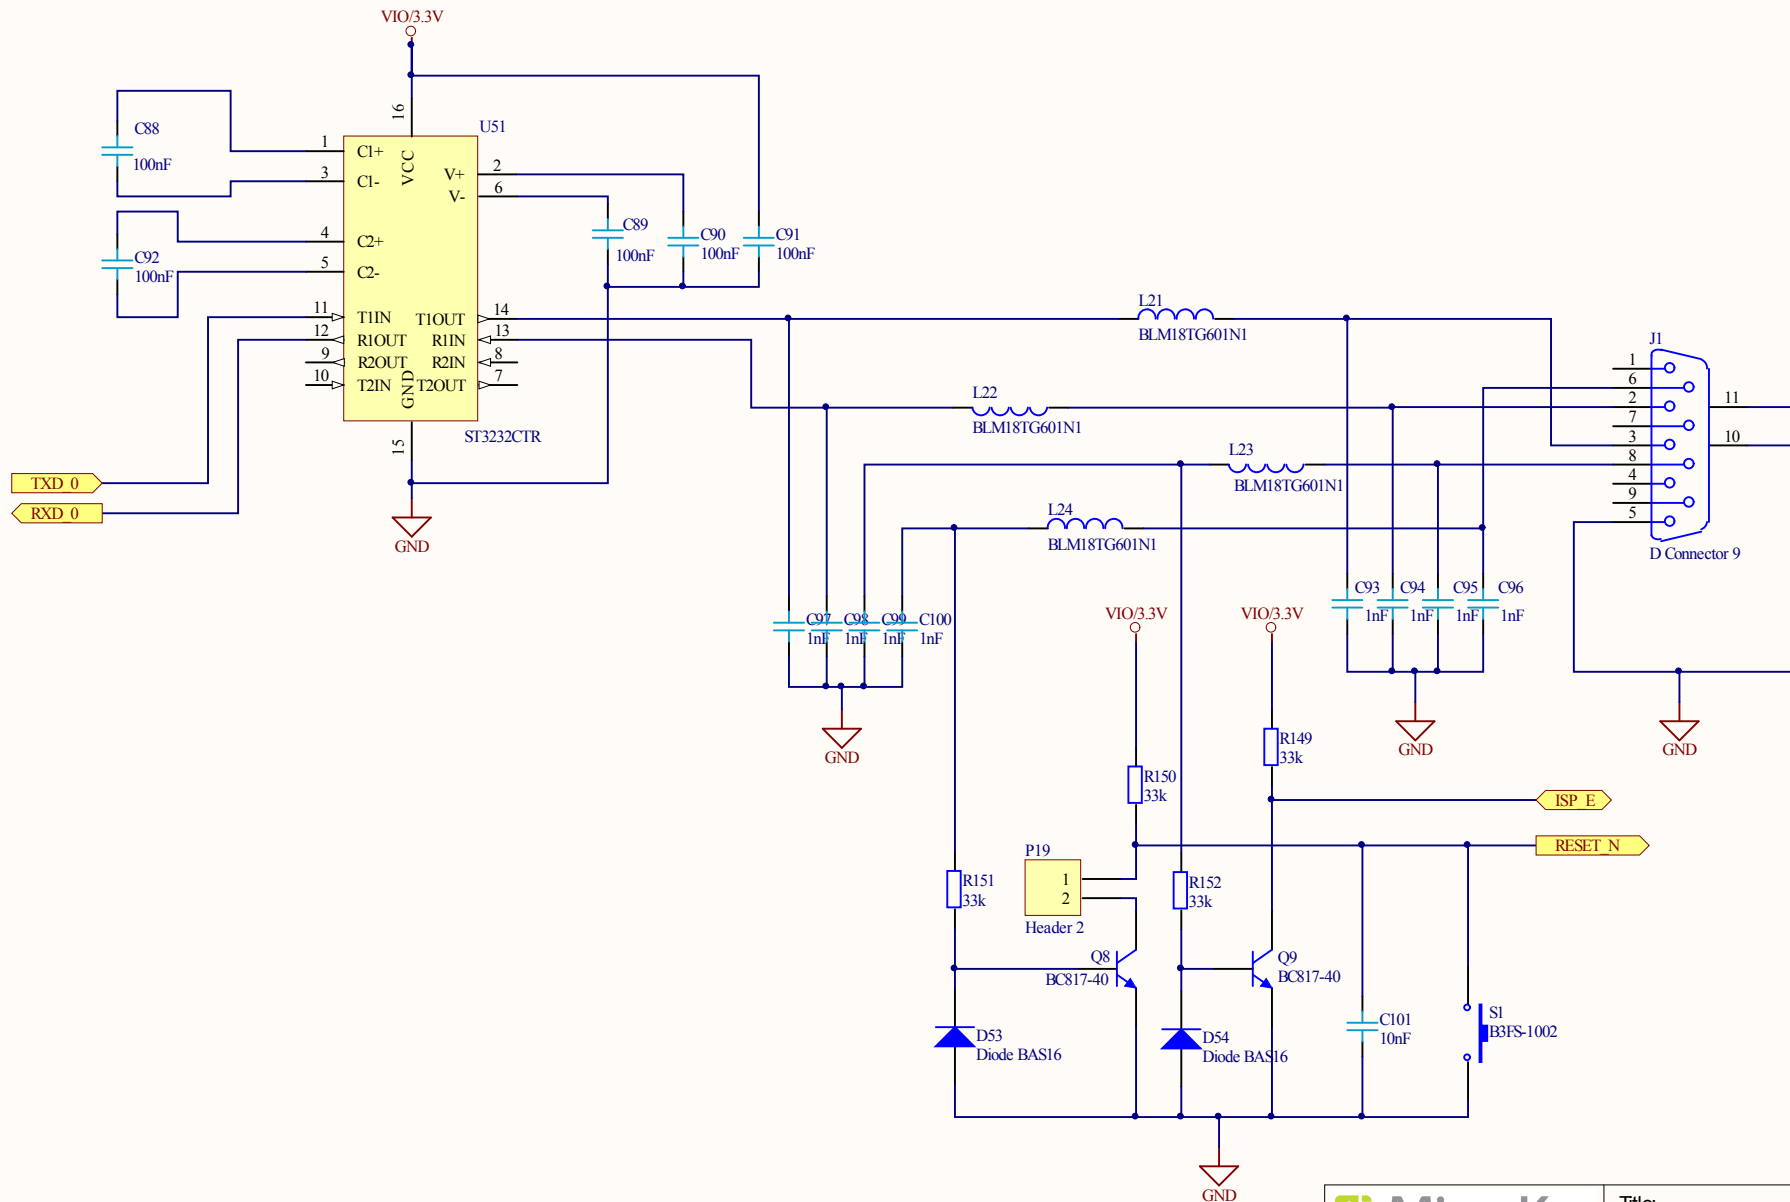 VIO/3.3V
16
U51
C88
100nF
1
C1+
VCC
3
C1-
V+
2
V-
6
4
C2+
C92
100nF
5
C2-
C89
100nF
C90
100nF
C91
100nF
11
T1IN
T1OUT
14
12
R1OUT
R1IN
13
9
R2OUT
R2IN
8
10
T2IN
T2OUT
7
GND
15
ST3232CTR
TXD_0
RXD_0
GND
L21
BLM18TG601N1
L22
BLM18TG601N1
L23
BLM18TG601N1
L24
BLM18TG601N1
J1
1
6
2
7
3
8
4
9
5
11
10
D Connector 9
C93
1nF
C94
1nF
C95
1nF
C96
1nF
C97
1nF
C98
1nF
C99
1nF
C100
1nF
GND
GND
GND
VIO/3.3V
VIO/3.3V
R149
33k
R150
33k
ISP_E
RESET_N
P19
1
2
Header 2
R151
33k
R152
33k
Q8
BC817-40
Q9
BC817-40
D53
Diode BAS16
D54
Diode BAS16
C101
10nF
S1
B3FS-1002
GND
Title: